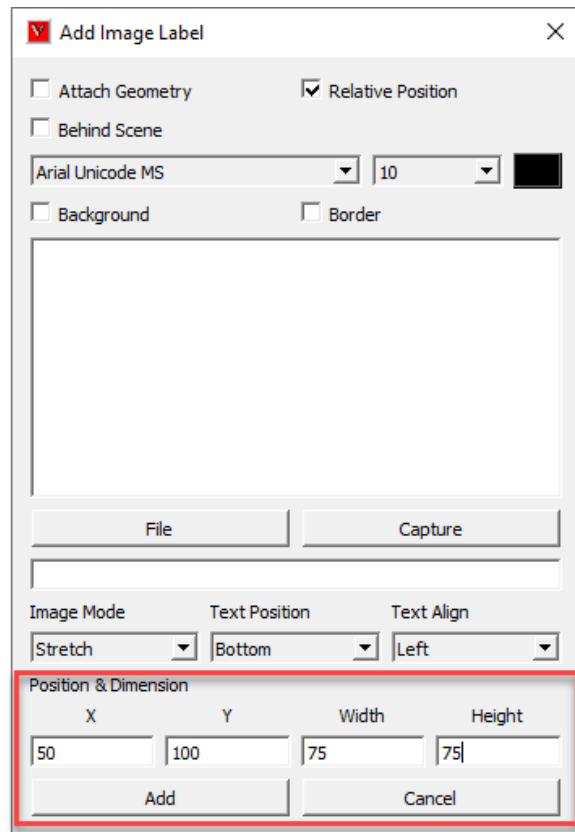 V Add Image Label
Attach Geometry Relative Position
Behind Scene
Arial Unicode MS 10
Background Border
File Capture
Image Mode Text Position Text Align
Stretch Bottom Left
Position & Dimension
X Y Width Height
50 100 75 75
Add Cancel